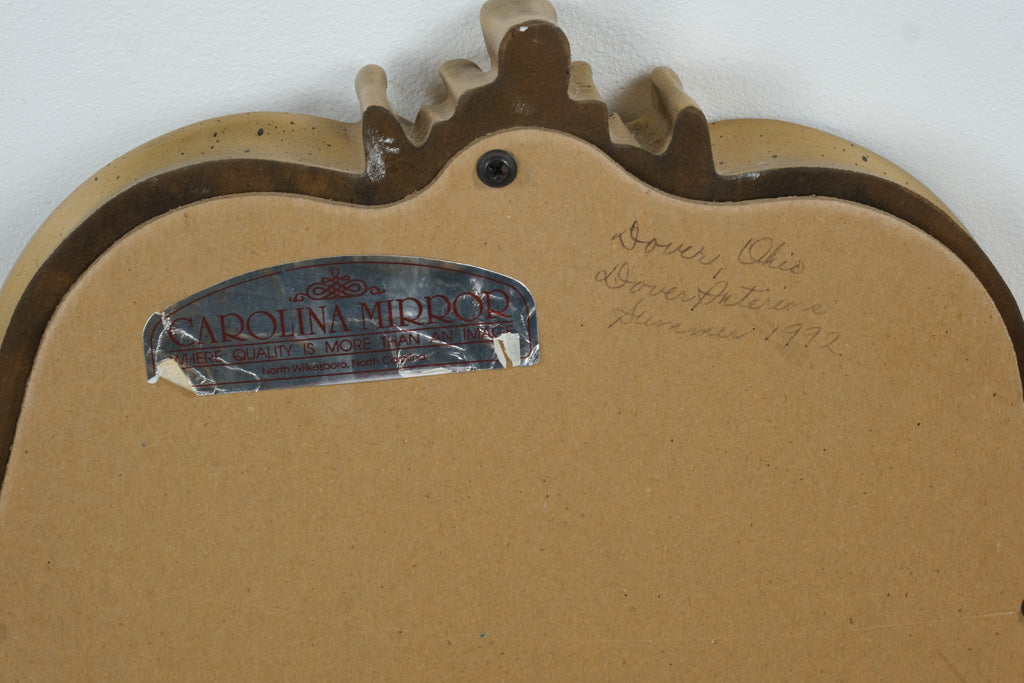 CAROLINA MIRROR
WHERE QUALITY IS MORE THAN AN IMAGE
North Wilkesboro, North Carolina
Dover, Ohio
Dover Interiors
Summer 1992